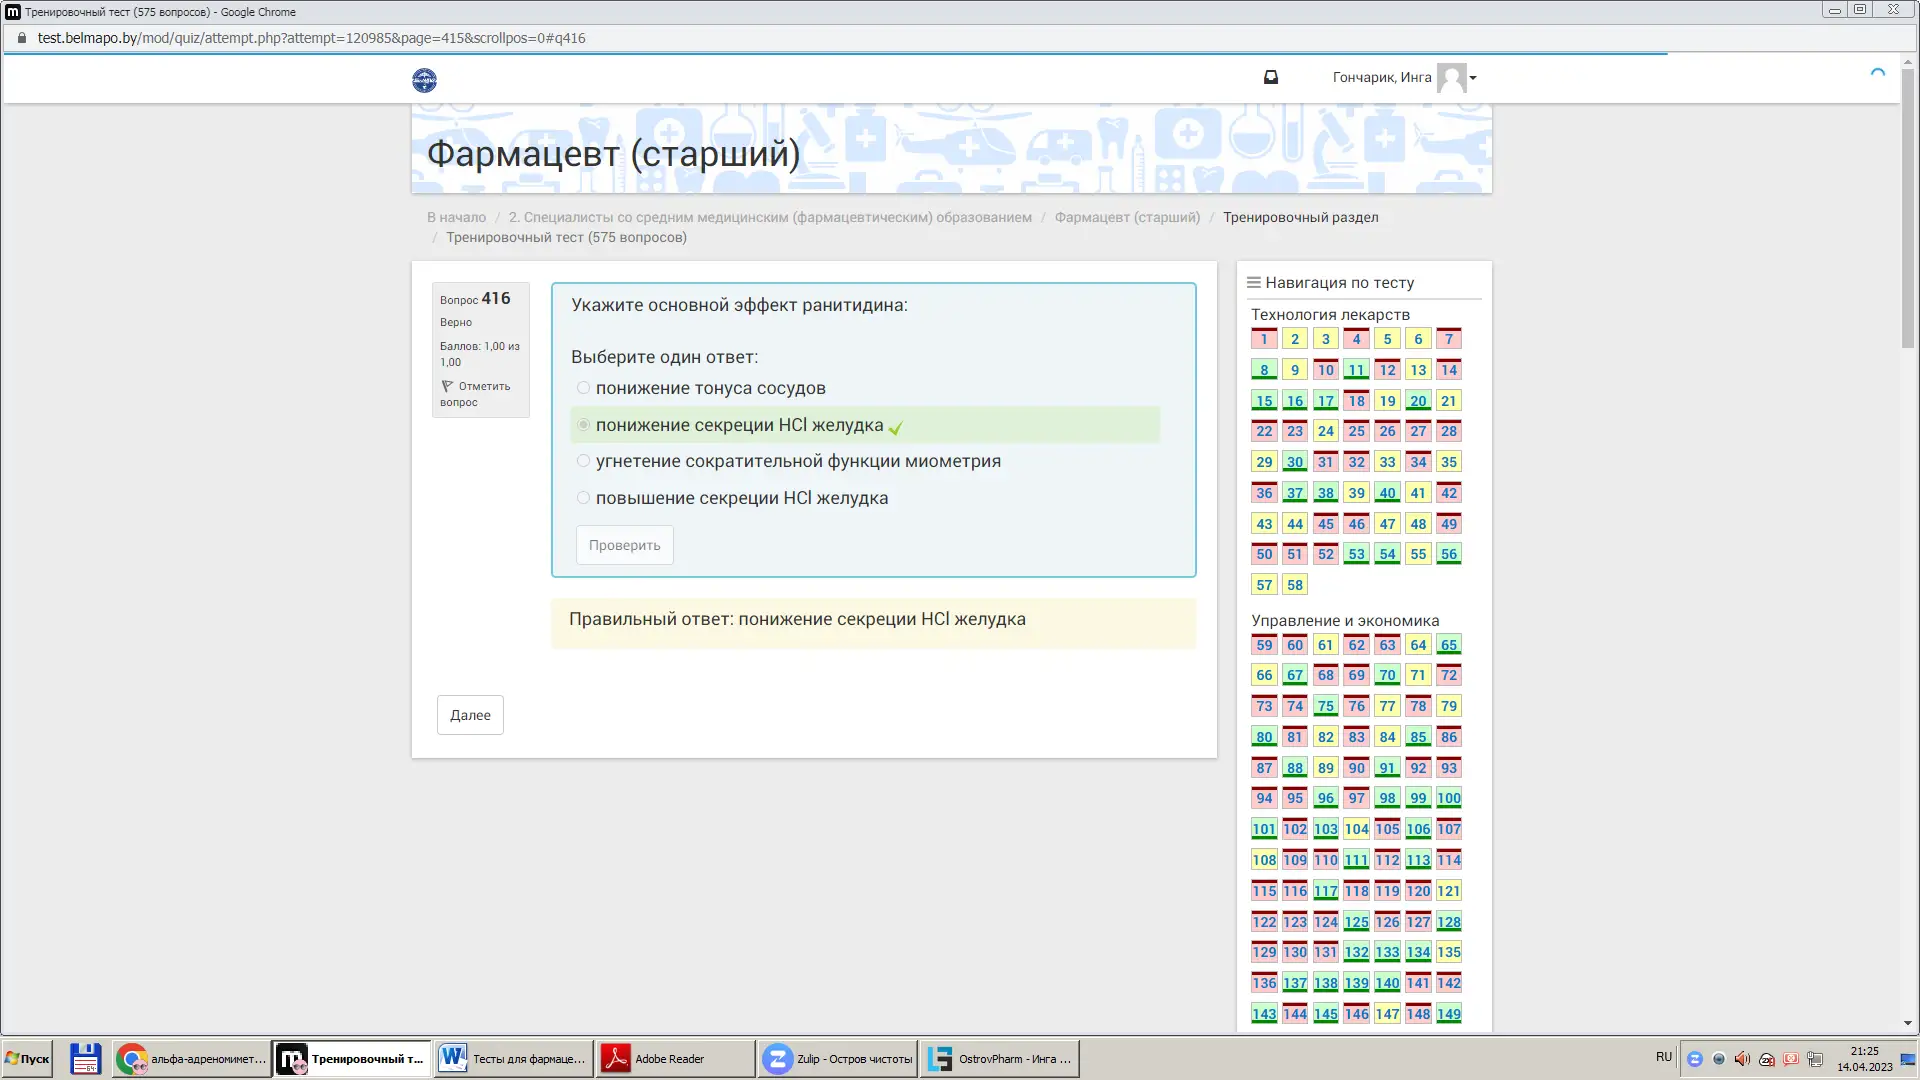 Тренировочный тест (575 вопросов) - Google Chrome
test.belmapo.by/mod/quiz/attempt.php?attempt=120985&page=415&scrollpos=0#q416
Гончарик, Инга
Фармацевт (старший)
В начало / 2. Специалисты со средним медицинским (фармацевтическим) образованием / Фармацевт (старший) / Тренировочный раздел
/ Тренировочный тест (575 вопросов)
Вопрос 416
Верно
Баллов: 1,00 из
1,00
Отметить
вопрос
Укажите основной эффект ранитидина:
Выберите один ответ:
понижение тонуса сосудов
понижение секреции HCl желудка
угнетение сократительной функции миометрия
повышение секреции HCl желудка
Проверить
Правильный ответ: понижение секреции HCl желудка
Далее
Навигация по тесту
Технология лекарств
1 2 3 4 5 6 7
8 9 10 11 12 13 14
15 16 17 18 19 20 21
22 23 24 25 26 27 28
29 30 31 32 33 34 35
36 37 38 39 40 41 42
43 44 45 46 47 48 49
50 51 52 53 54 55 56
57 58
Управление и экономика
59 60 61 62 63 64 65
66 67 68 69 70 71 72
73 74 75 76 77 78 79
80 81 82 83 84 85 86
87 88 89 90 91 92 93
94 95 96 97 98 99 100
101 102 103 104 105 106 107
108 109 110 111 112 113 114
115 116 117 118 119 120 121
122 123 124 125 126 127 128
129 130 131 132 133 134 135
136 137 138 139 140 141 142
143 144 145 146 147 148 149
Пуск
альфа-адреномимет...
Тренировочный т...
Тесты для фармаце...
Adobe Reader
Zulip - Остров чистоты
OstrovPharm - Инга ...
RU
21:25
14.04.2023